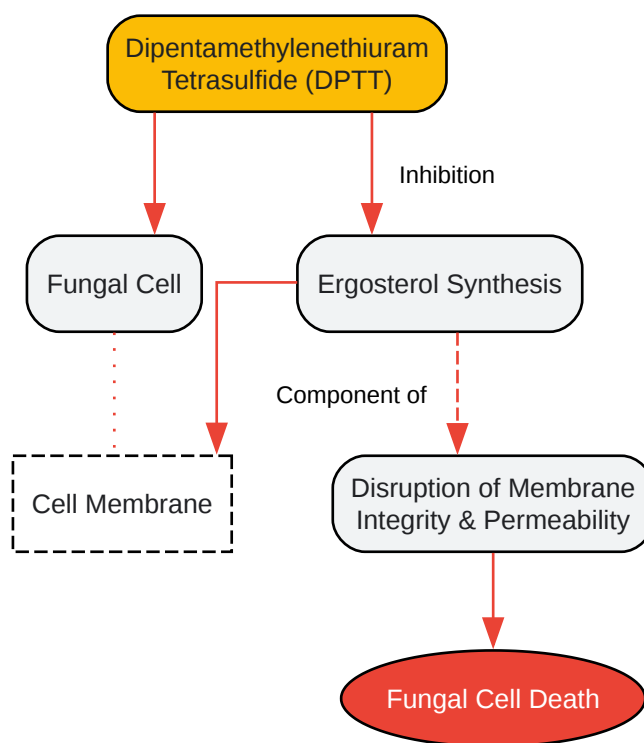 Dipentamethylenethiuram
Tetrasulfide (DPTT)
Inhibition
Fungal Cell
Ergosterol Synthesis
Component of
Cell Membrane
Disruption of Membrane
Integrity & Permeability
Fungal Cell Death